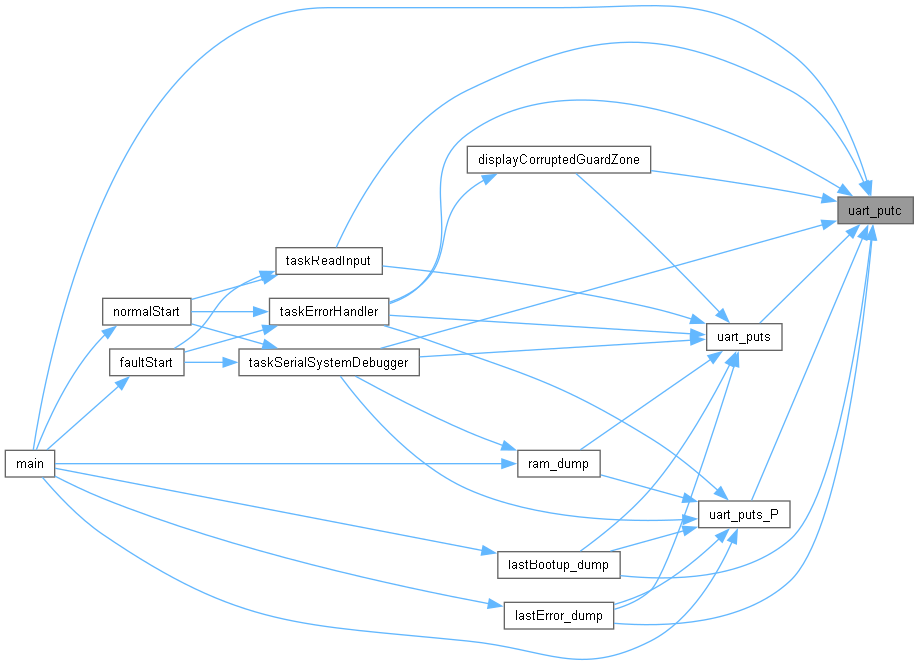 displayCorruptedGuardZone
uart_putc
taskReadInput
normalStart
taskErrorHandler
uart_puts
faultStart
taskSerialSystemDebugger
main
ram_dump
uart_puts_P
lastBootup_dump
lastError_dump